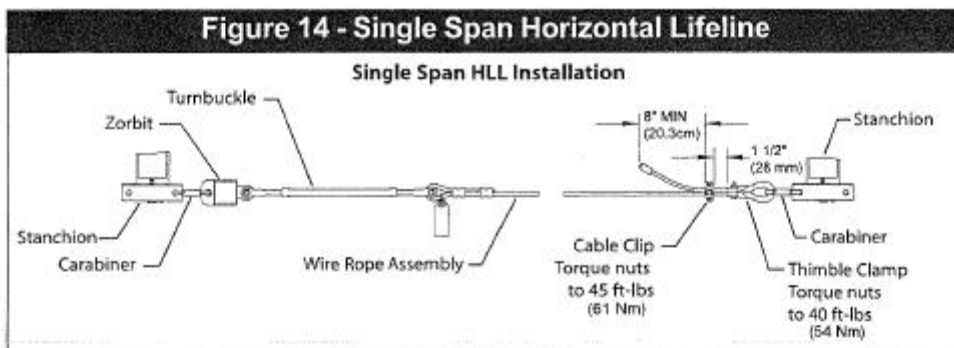 Figure 14 - Single Span Horizontal Lifeline
Single Span HLL Installation
Turnbuckle
Zorbit
8" MIN
(20.3cm)
Stanchion
1 1/2"
(28 mm)
Stanchion
Carabiner
Wire Rope Assembly
Cable Clip
Torque nuts
to 45 ft-lbs
(61 Nm)
Carabiner
Thimble Clamp
Torque nuts
to 40 ft-lbs
(54 Nm)